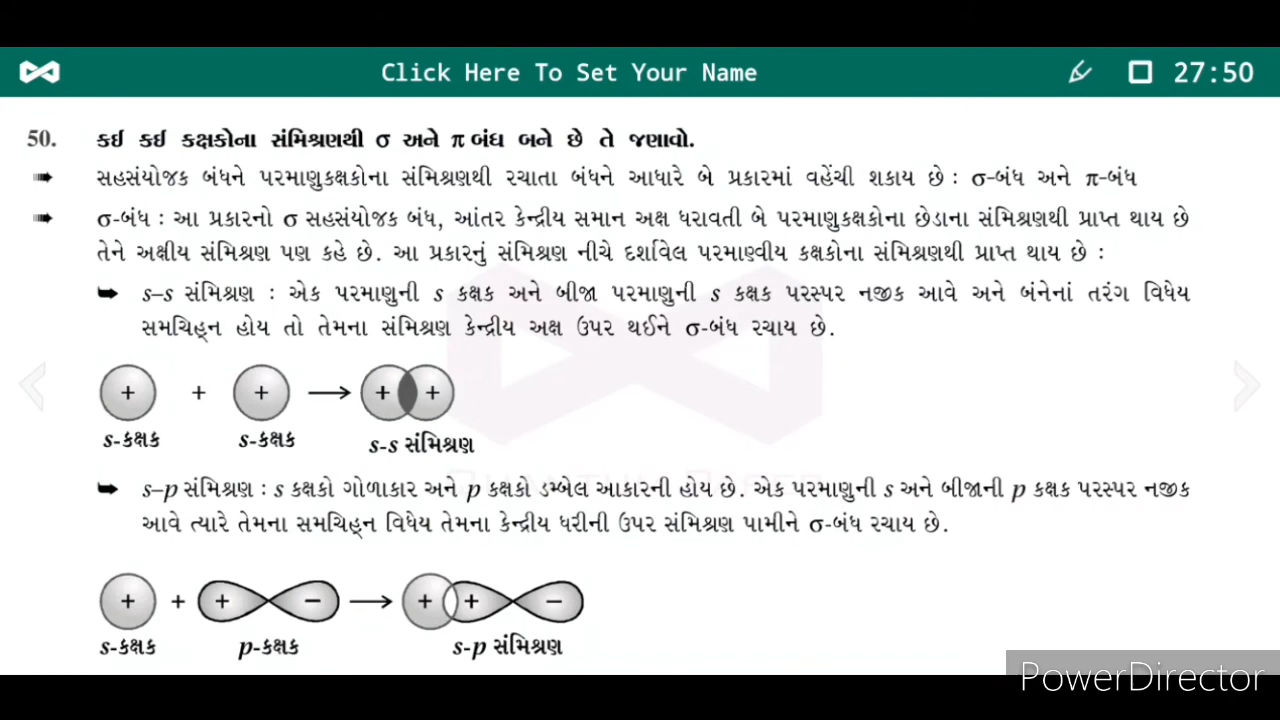 Click Here To Set Your Name
27:50
50. કઈ કઈ કક્ષકોના સંમિશ્રણથી σ અને π બંધ બને છે તે જણાવો.
➠ સહસંયોજક બંધને પરમાણુકક્ષકોના સંમિશ્રણથી રચાતા બંધને આધારે બે પ્રકારમાં વહેંચી શકાય છે : σ-બંધ અને π-બંધ
➠ σ-બંધ : આ પ્રકારનો σ સહસંયોજક બંધ, આંતર કેન્દ્રીય સમાન અક્ષ ધરાવતી બે પરમાણુકક્ષકોના છેડાના સંમિશ્રણથી પ્રાપ્ત થાય છે
તેને અક્ષીય સંમિશ્રણ પણ કહે છે. આ પ્રકારનું સંમિશ્રણ નીચે દર્શાવેલ પરમાણ્વીય કક્ષકોના સંમિશ્રણથી પ્રાપ્ત થાય છે :
➥ s–s સંમિશ્રણ : એક પરમાણુની s કક્ષક અને બીજા પરમાણુની s કક્ષક પરસ્પર નજીક આવે અને બંનેનાં તરંગ વિધેય
સમચિહ્ન હોય તો તેમના સંમિશ્રણ કેન્દ્રીય અક્ષ ઉપર થઈને σ-બંધ રચાય છે.
+ + + → + +
s-કક્ષક s-કક્ષક s-s સંમિશ્રણ
➥ s–p સંમિશ્રણ : s કક્ષકો ગોળાકાર અને p કક્ષકો ડમ્બેલ આકારની હોય છે. એક પરમાણુની s અને બીજાની p કક્ષક પરસ્પર નજીક
આવે ત્યારે તેમના સમચિહ્ન વિધેય તેમના કેન્દ્રીય ધરીની ઉપર સંમિશ્રણ પામીને σ-બંધ રચાય છે.
+ + + − → + + −
s-કક્ષક p-કક્ષક s-p સંમિશ્રણ
PowerDirector